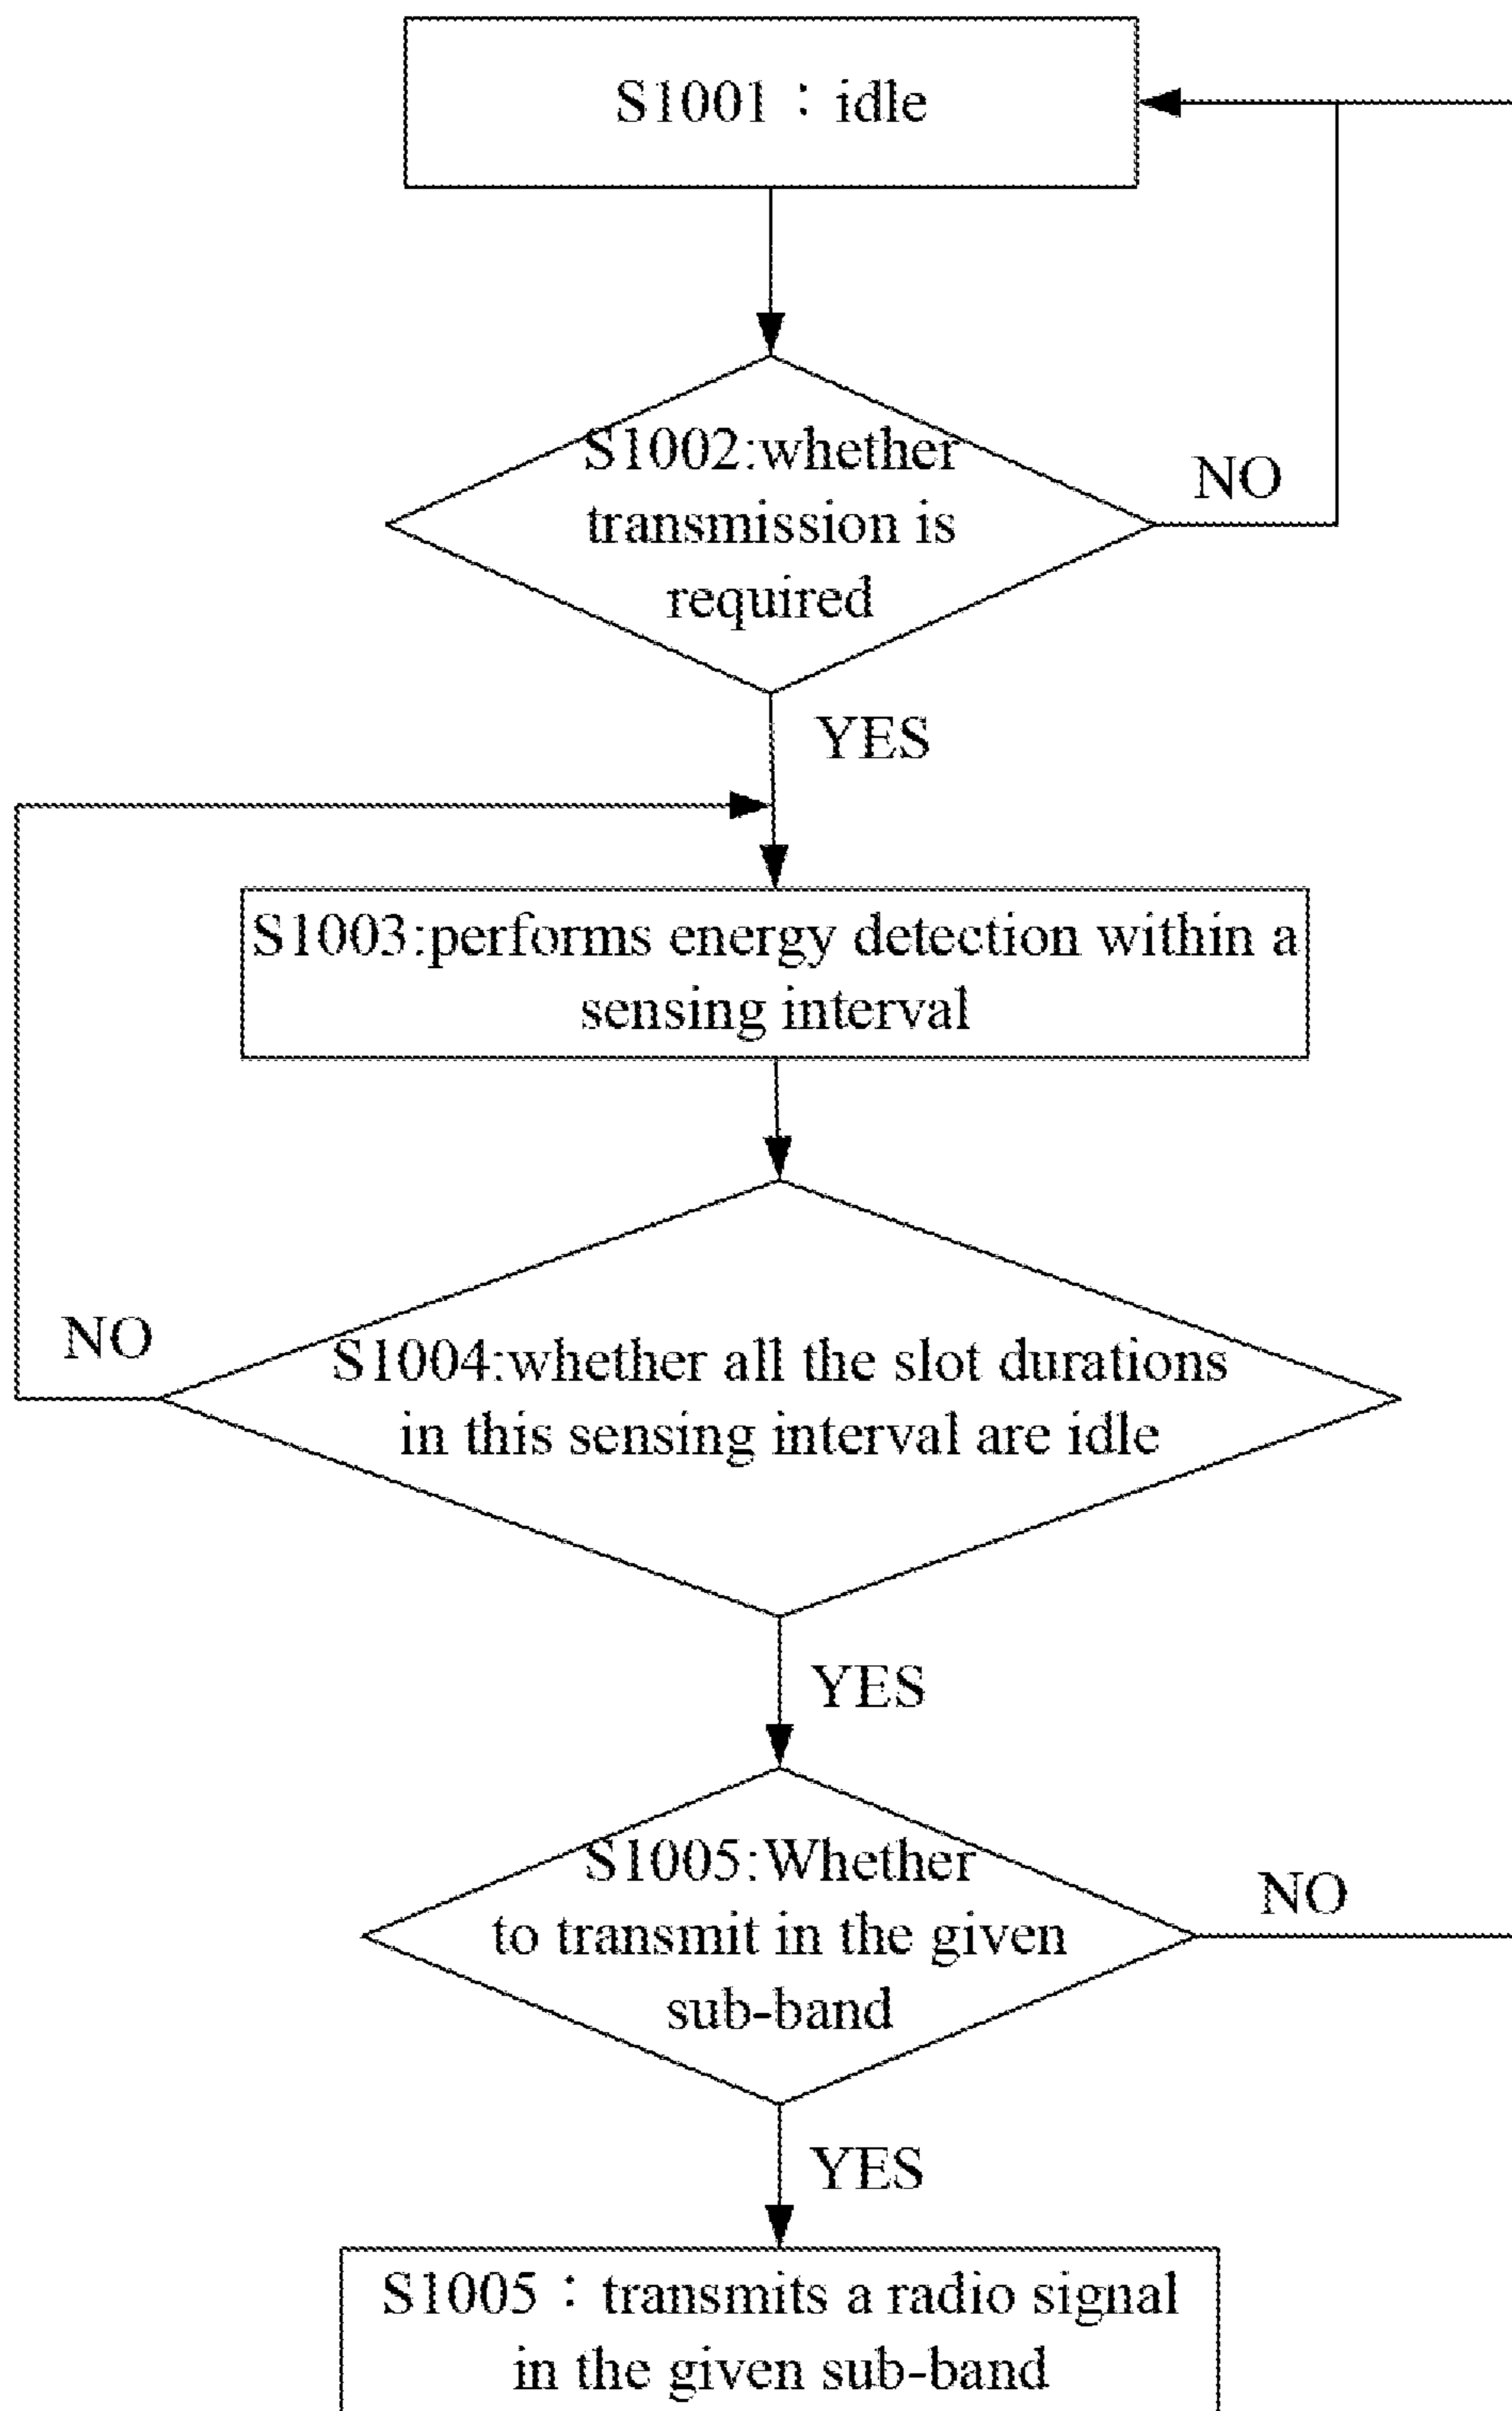 S1001：idle
S1002:whether
transmission is
required
NO
YES
S1003:performs energy detection within a
sensing interval
NO
S1004:whether all the slot durations
in this sensing interval are idle
YES
S1005:Whether
to transmit in the given
sub-band
NO
YES
S1005：transmits a radio signal
in the given sub-band